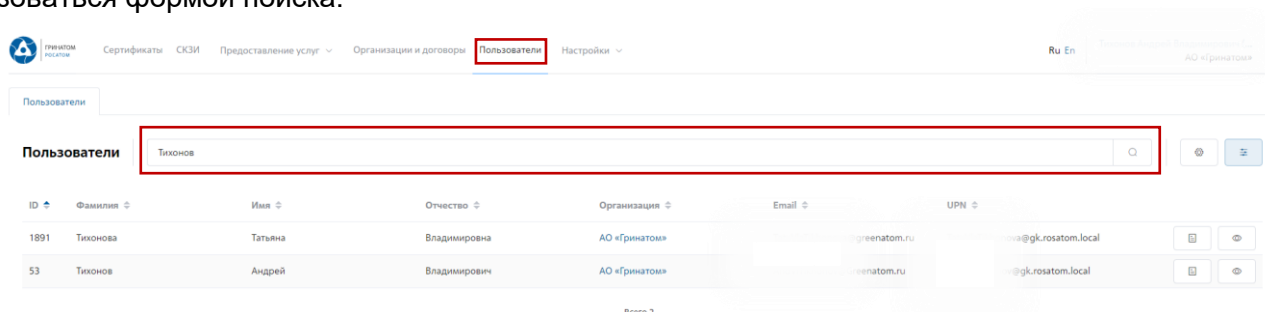 зоваться формой поиска.
ГРИНАТОМ
РОСАТОМ
Сертификаты СКЗИ Предоставление услуг Организации и договоры Пользователи Настройки Ru En
АО «Гринатом»
Пользователи
Пользователи Тихонов
ID Фамилия Имя Отчество Организация Email UPN
1891 Тихонова Татьяна Владимировна АО «Гринатом» @greenatom.ru @gk.rosatom.local
53 Тихонов Андрей Владимирович АО «Гринатом» @gk.rosatom.local
Всего 2